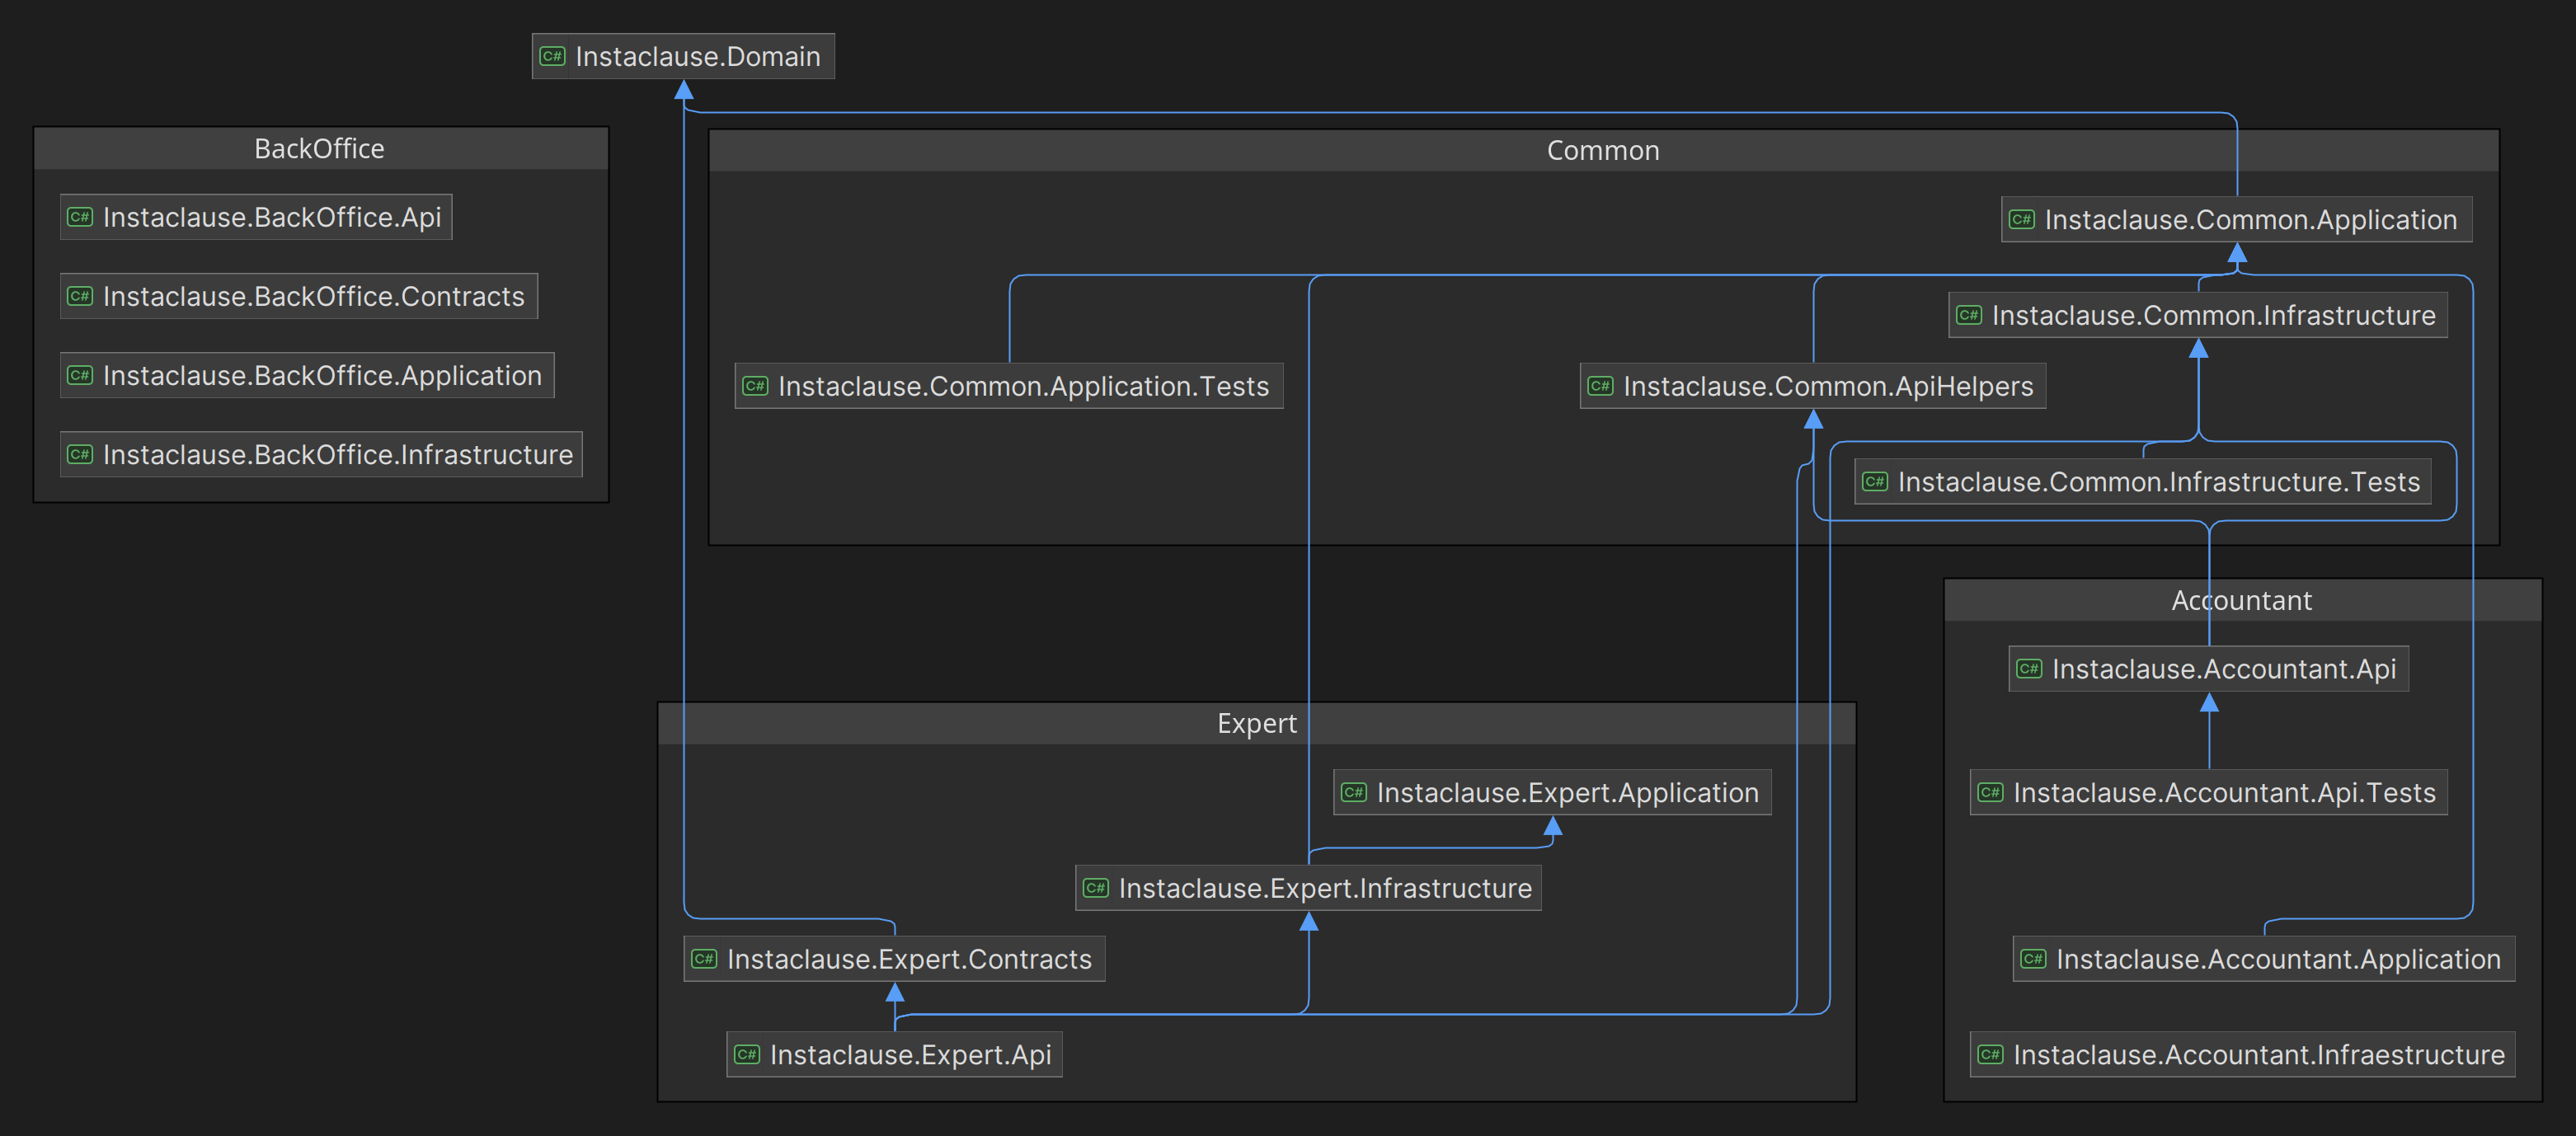 C# Instaclause.Domain
BackOffice
C# Instaclause.BackOffice.Api
C# Instaclause.BackOffice.Contracts
C# Instaclause.BackOffice.Application
C# Instaclause.BackOffice.Infrastructure
Common
C# Instaclause.Common.Application
C# Instaclause.Common.Infrastructure
C# Instaclause.Common.Application.Tests
C# Instaclause.Common.ApiHelpers
C# Instaclause.Common.Infrastructure.Tests
Expert
C# Instaclause.Expert.Application
C# Instaclause.Expert.Infrastructure
C# Instaclause.Expert.Contracts
C# Instaclause.Expert.Api
Accountant
C# Instaclause.Accountant.Api
C# Instaclause.Accountant.Api.Tests
C# Instaclause.Accountant.Application
C# Instaclause.Accountant.Infraestructure